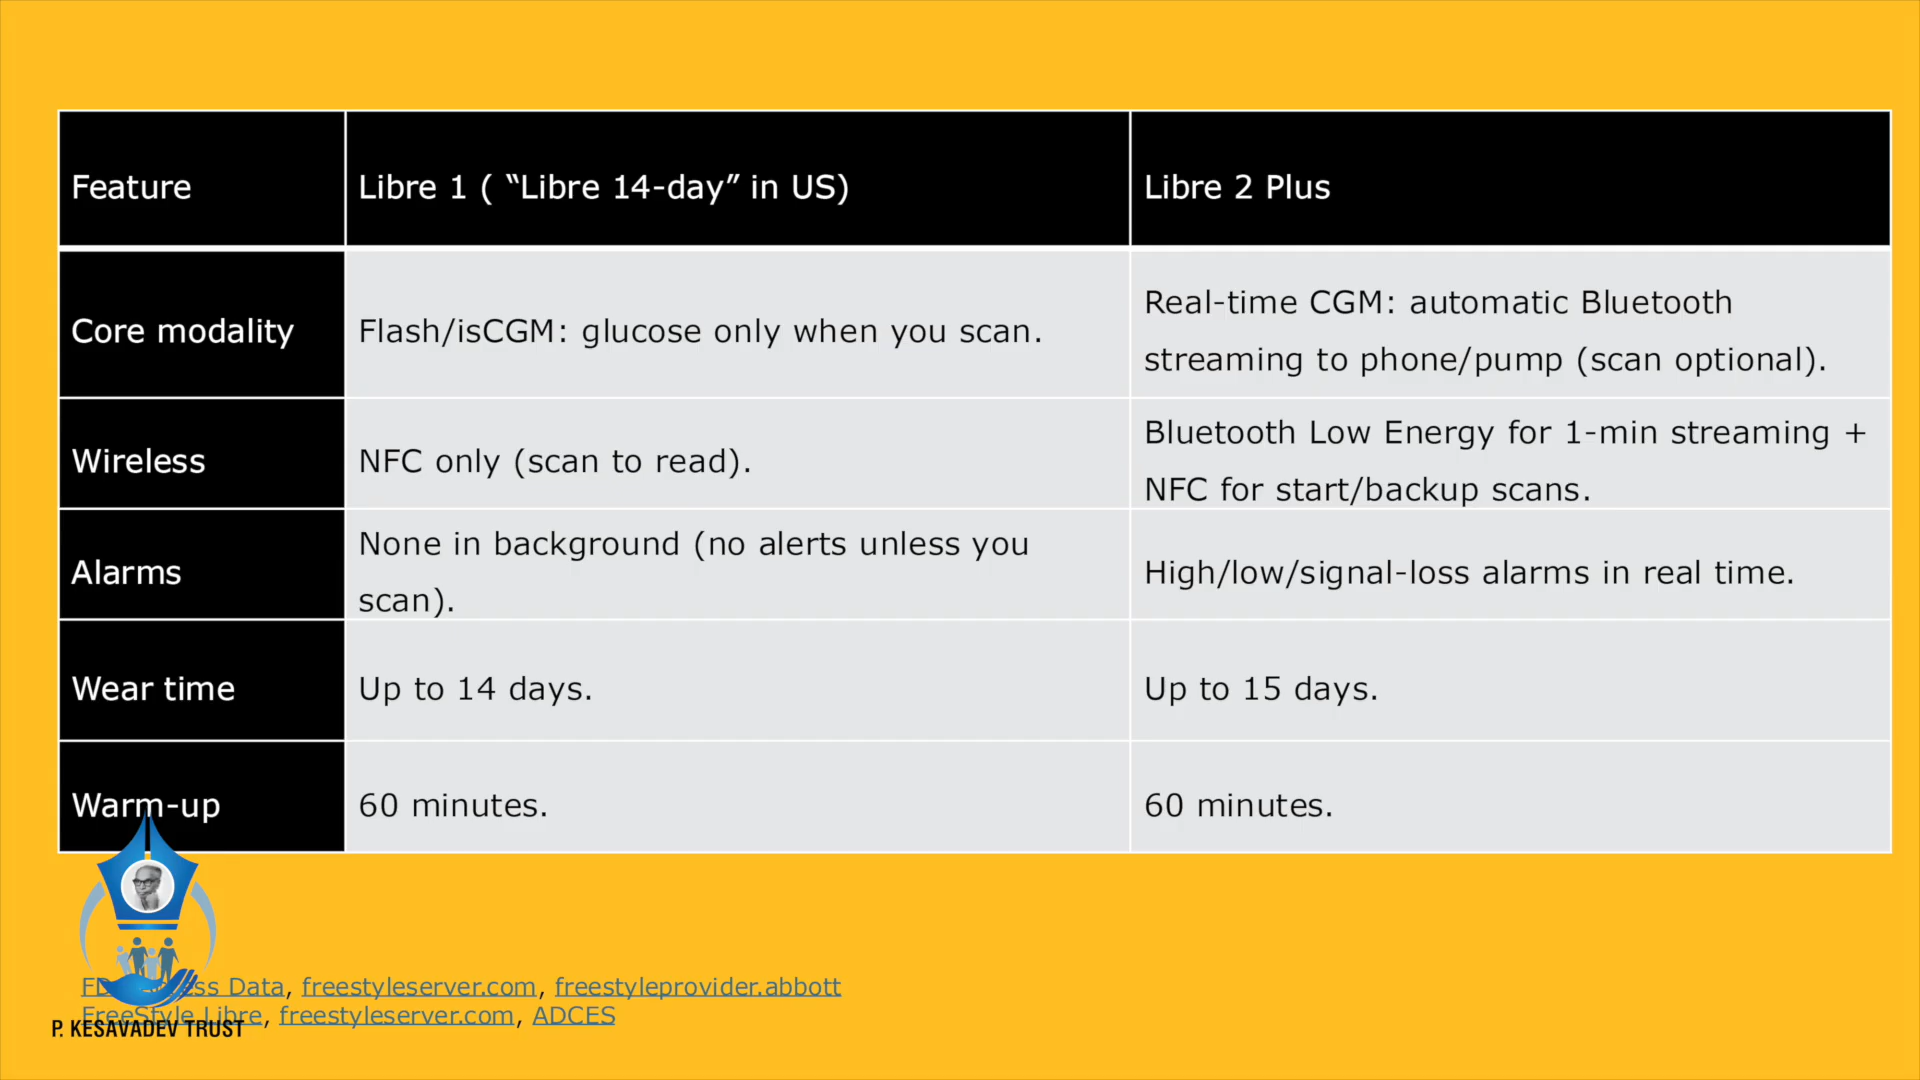 Feature
Libre 1 ( “Libre 14-day” in US)
Libre 2 Plus
Core modality
Flash/isCGM: glucose only when you scan.
Real-time CGM: automatic Bluetooth
streaming to phone/pump (scan optional).
Wireless
NFC only (scan to read).
Bluetooth Low Energy for 1-min streaming +
NFC for start/backup scans.
Alarms
None in background (no alerts unless you
scan).
High/low/signal-loss alarms in real time.
Wear time
Up to 14 days.
Up to 15 days.
Warm-up
60 minutes.
60 minutes.
Data, freestyleserver.com, freestyleprovider.abbott
FreeStyle Libre, freestyleserver.com, ADCES
P. KESAVADEV TRUST